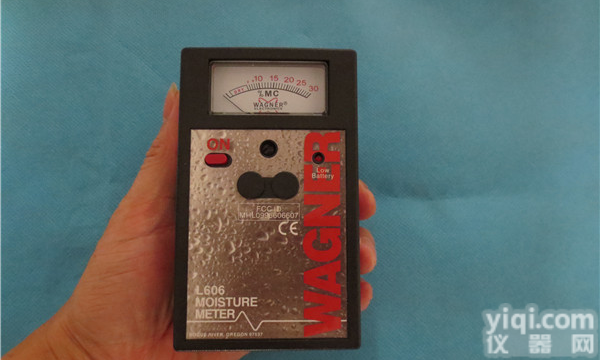 10 15 20 25 30
%MC
WAGNER®
ON
Low
Battery
FCC ID
CE
WAGNER
L606
MOISTURE
METER
yiqi.com
仪器网